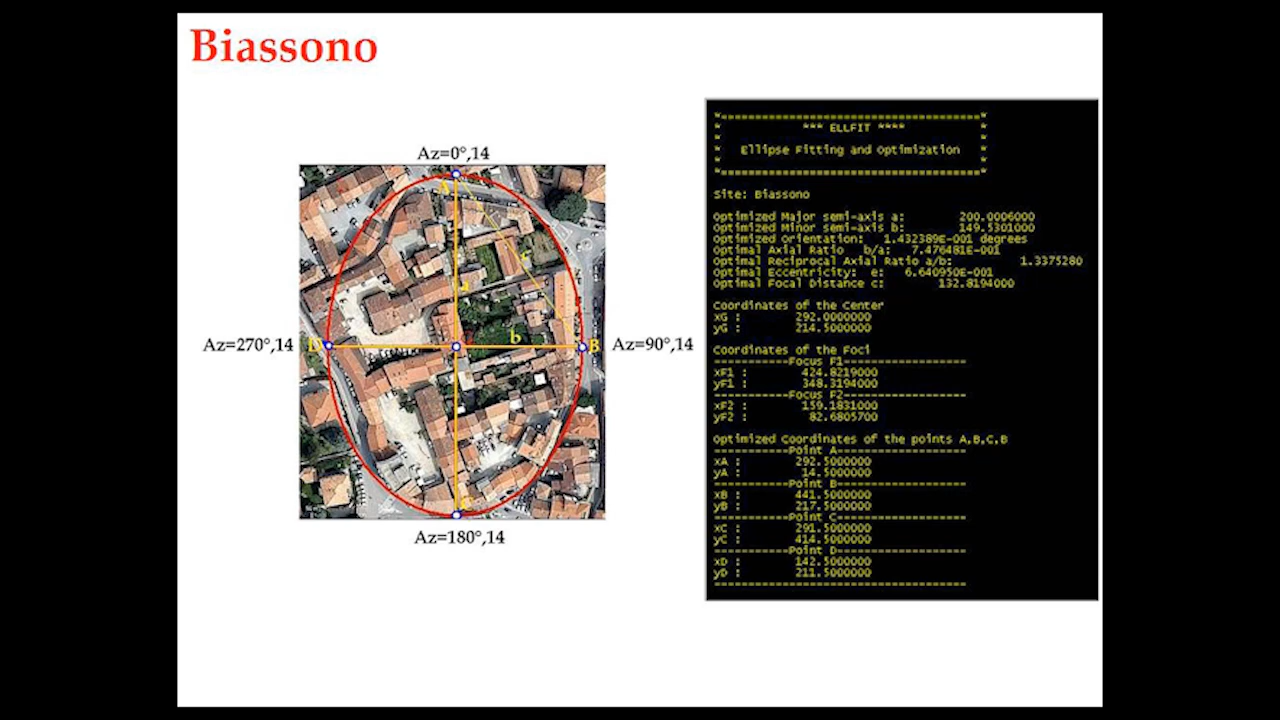 Biassono
Az=0°,14
A
c
a
Az=270°,14
D
b
B
Az=90°,14
C
Az=180°,14
*** ELLFIT ****
Ellipse Fitting and Optimization
Site: Biassono
Optimized Major semi-axis a: 200.0006000
Optimized Minor semi-axis b: 149.5301000
Optimized Orientation: 1.432389E-001 degrees
Optimal Axial Ratio b/a: 7.476481E-001
Optimal Reciprocal Axial Ratio a/b: 1.3375280
Optimal Eccentricity: e: 6.640950E-001
Optimal Focal Distance c: 132.8194000
Coordinates of the Center
xG : 292.0000000
yG : 214.5000000
Coordinates of the Foci
-----------Focus F1------------------
xF1 : 424.8219000
yF1 : 348.3194000
-----------Focus F2------------------
xF2 : 159.1831000
yF2 : 82.6805700
Optimized Coordinates of the points A,B,C,B
-----------Point A-------------------
xA : 292.5000000
yA : 14.5000000
-----------Point B-------------------
xB : 441.5000000
yB : 217.5000000
-----------Point C-------------------
xC : 291.5000000
yC : 414.5000000
-----------Point D-------------------
xD : 142.5000000
yD : 211.5000000